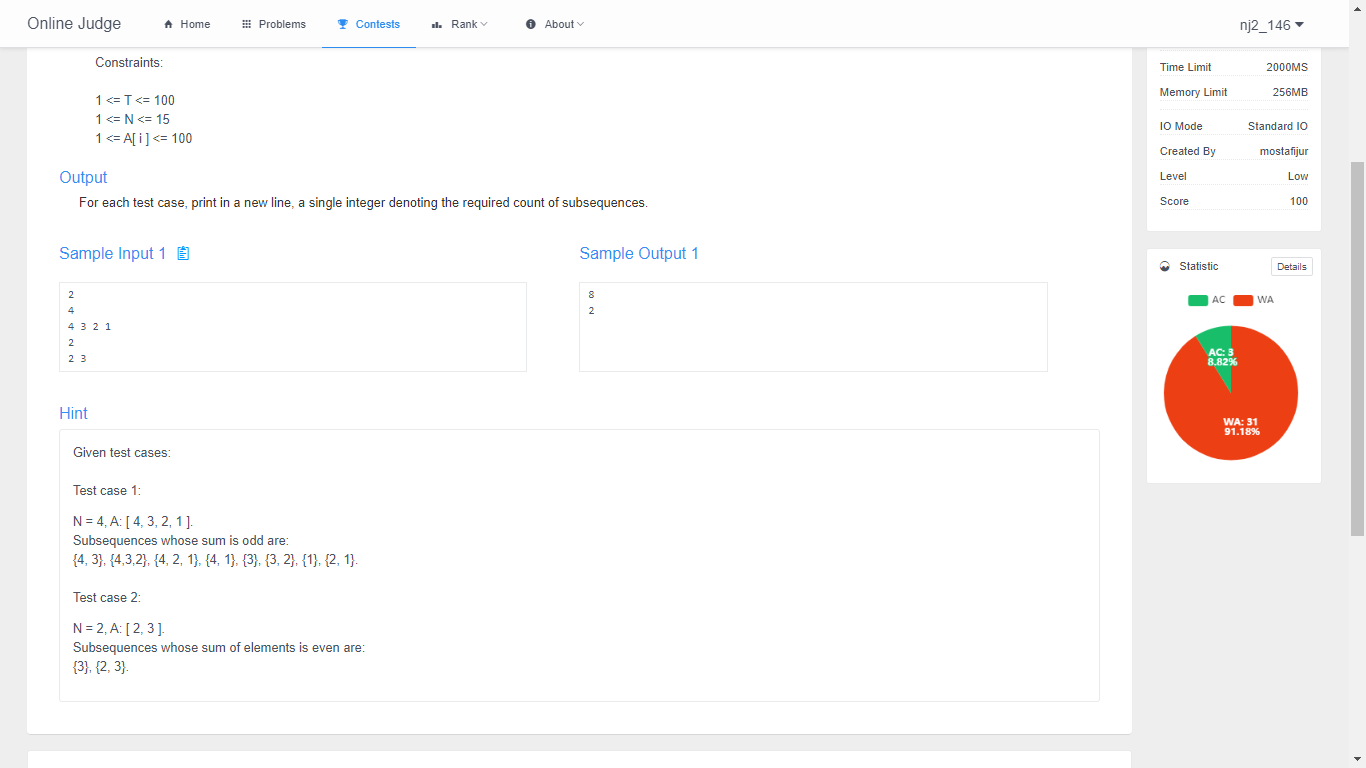 Online Judge
Home
Problems
Contests
Rank
About
nj2_146
Constraints:
1 <= T <= 100
1 <= N <= 15
1 <= A[ i ] <= 100
Output
For each test case, print in a new line, a single integer denoting the required count of subsequences.
Sample Input 1
2
4
4 3 2 1
2
2 3
Sample Output 1
8
2
Hint
Given test cases:
Test case 1:
N = 4, A: [ 4, 3, 2, 1 ].
Subsequences whose sum is odd are:
{4, 3}, {4,3,2}, {4, 2, 1}, {4, 1}, {3}, {3, 2}, {1}, {2, 1}.
Test case 2:
N = 2, A: [ 2, 3 ].
Subsequences whose sum of elements is even are:
{3}, {2, 3}.
Time Limit 2000MS
Memory Limit 256MB
IO Mode Standard IO
Created By mostafijur
Level Low
Score 100
Statistic
Details
AC WA
AC: 3
8.82%
WA: 31
91.18%